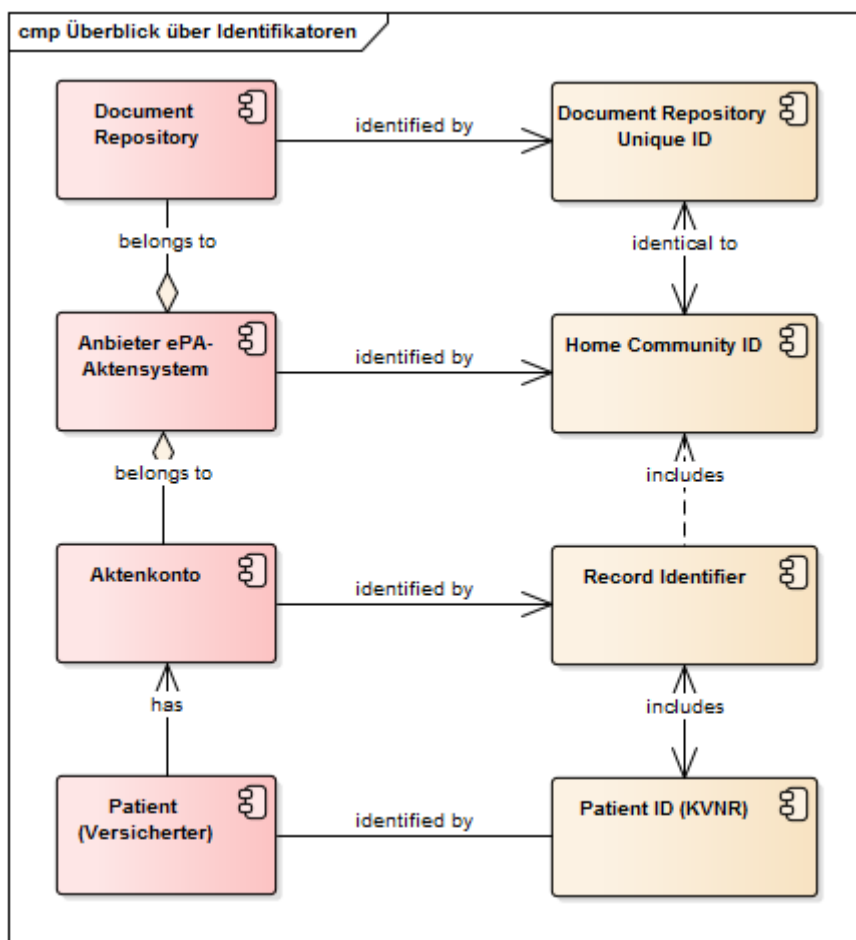 cmp Überblick über Identifikatoren
Document
Repository
identified by
Document Repository
Unique ID
belongs to
identical to
Anbieter ePA-
Aktensystem
identified by
Home Community ID
belongs to
includes
Aktenkonto
identified by
Record Identifier
has
includes
Patient
(Versicherter)
identified by
Patient ID (KVNR)